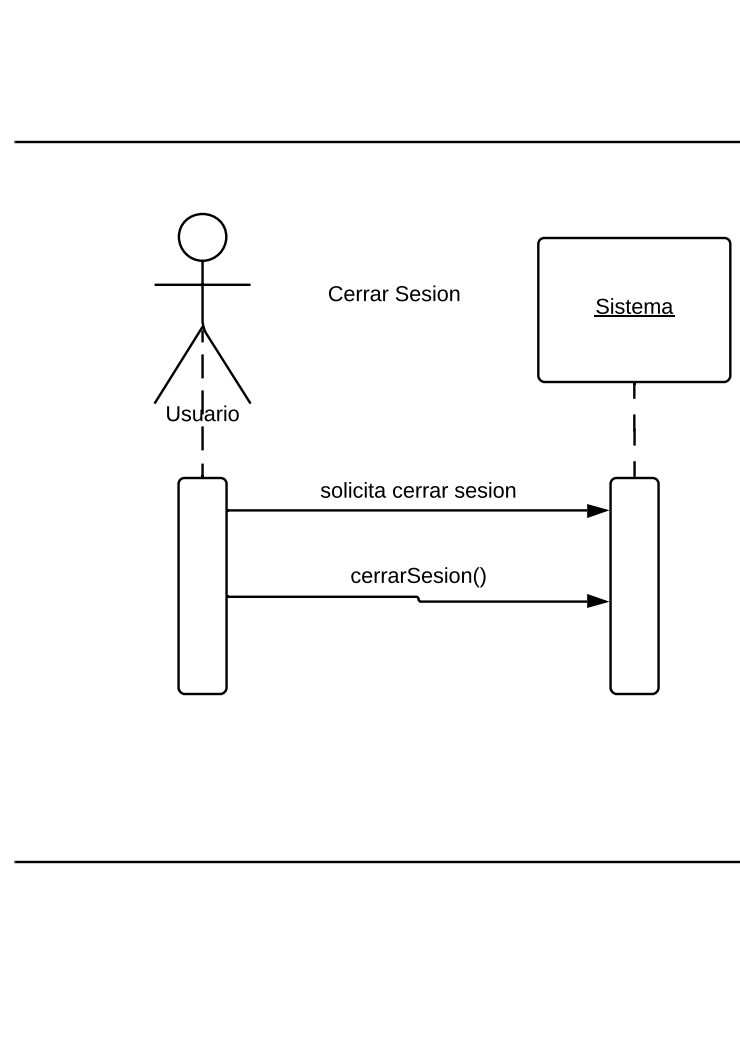 Cerrar Sesion
Sistema
Usuario
solicita cerrar sesion
cerrarSesion()